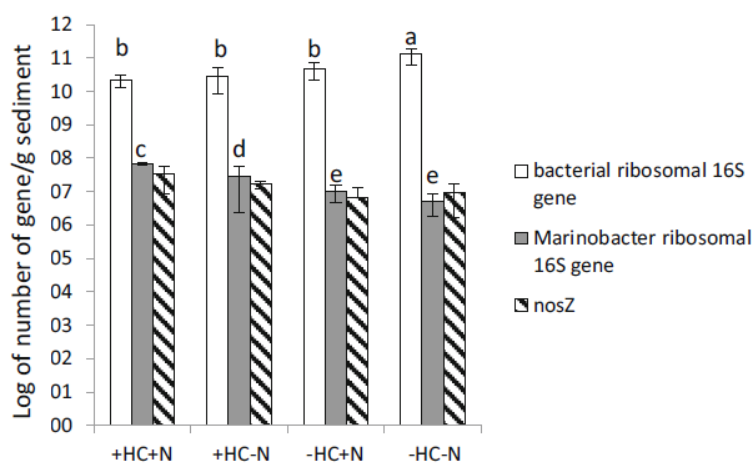 Log of number of gene/g sediment
12
11
10
09
08
07
06
05
04
03
02
01
00
b
b
b
a
c
d
e
e
+HC+N
+HC-N
-HC+N
-HC-N
bacterial ribosomal 16S
gene
Marinobacter ribosomal
16S gene
nosZ